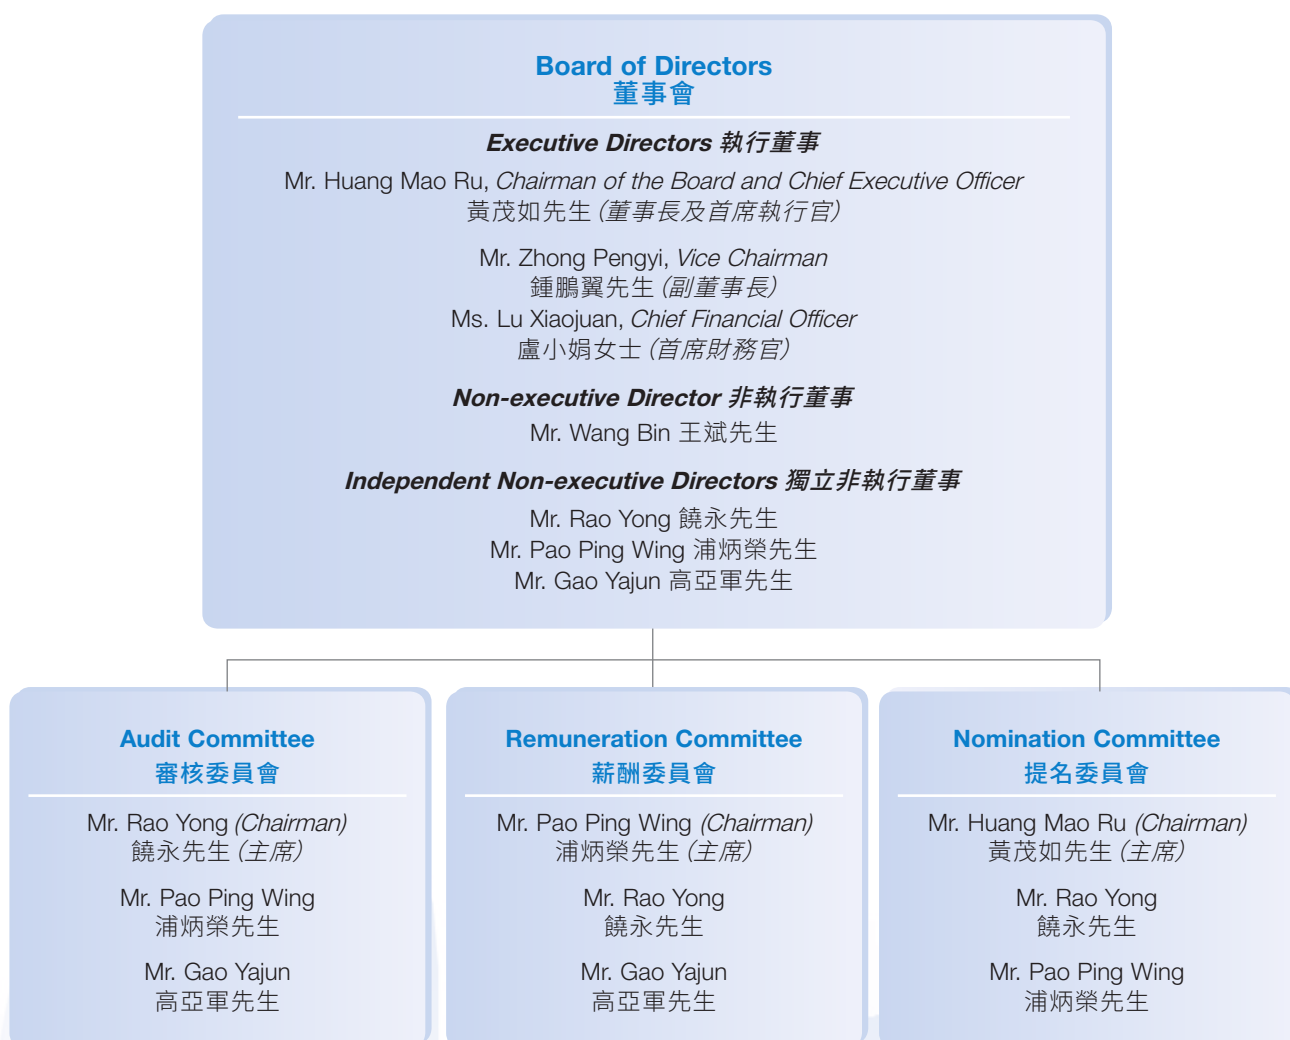 Board of Directors
董事會
Executive Directors 執行董事
Mr. Huang Mao Ru, Chairman of the Board and Chief Executive Officer
黃茂如先生(董事長及首席執行官)
Mr. Zhong Pengyi, Vice Chairman
鍾鵬翼先生(副董事長)
Ms. Lu Xiaojuan, Chief Financial Officer
盧小娟女士(首席財務官)
Non-executive Director 非執行董事
Mr. Wang Bin 王斌先生
Independent Non-executive Directors 獨立非執行董事
Mr. Rao Yong 饒永先生
Mr. Pao Ping Wing 浦炳榮先生
Mr. Gao Yajun 高亞軍先生
Audit Committee
審核委員會
Mr. Rao Yong (Chairman)
饒永先生(主席)
Mr. Pao Ping Wing
浦炳榮先生
Mr. Gao Yajun
高亞軍先生
Remuneration Committee
薪酬委員會
Mr. Pao Ping Wing (Chairman)
浦炳榮先生(主席)
Mr. Rao Yong
饒永先生
Mr. Gao Yajun
高亞軍先生
Nomination Committee
提名委員會
Mr. Huang Mao Ru (Chairman)
黃茂如先生(主席)
Mr. Rao Yong
饒永先生
Mr. Pao Ping Wing
浦炳榮先生